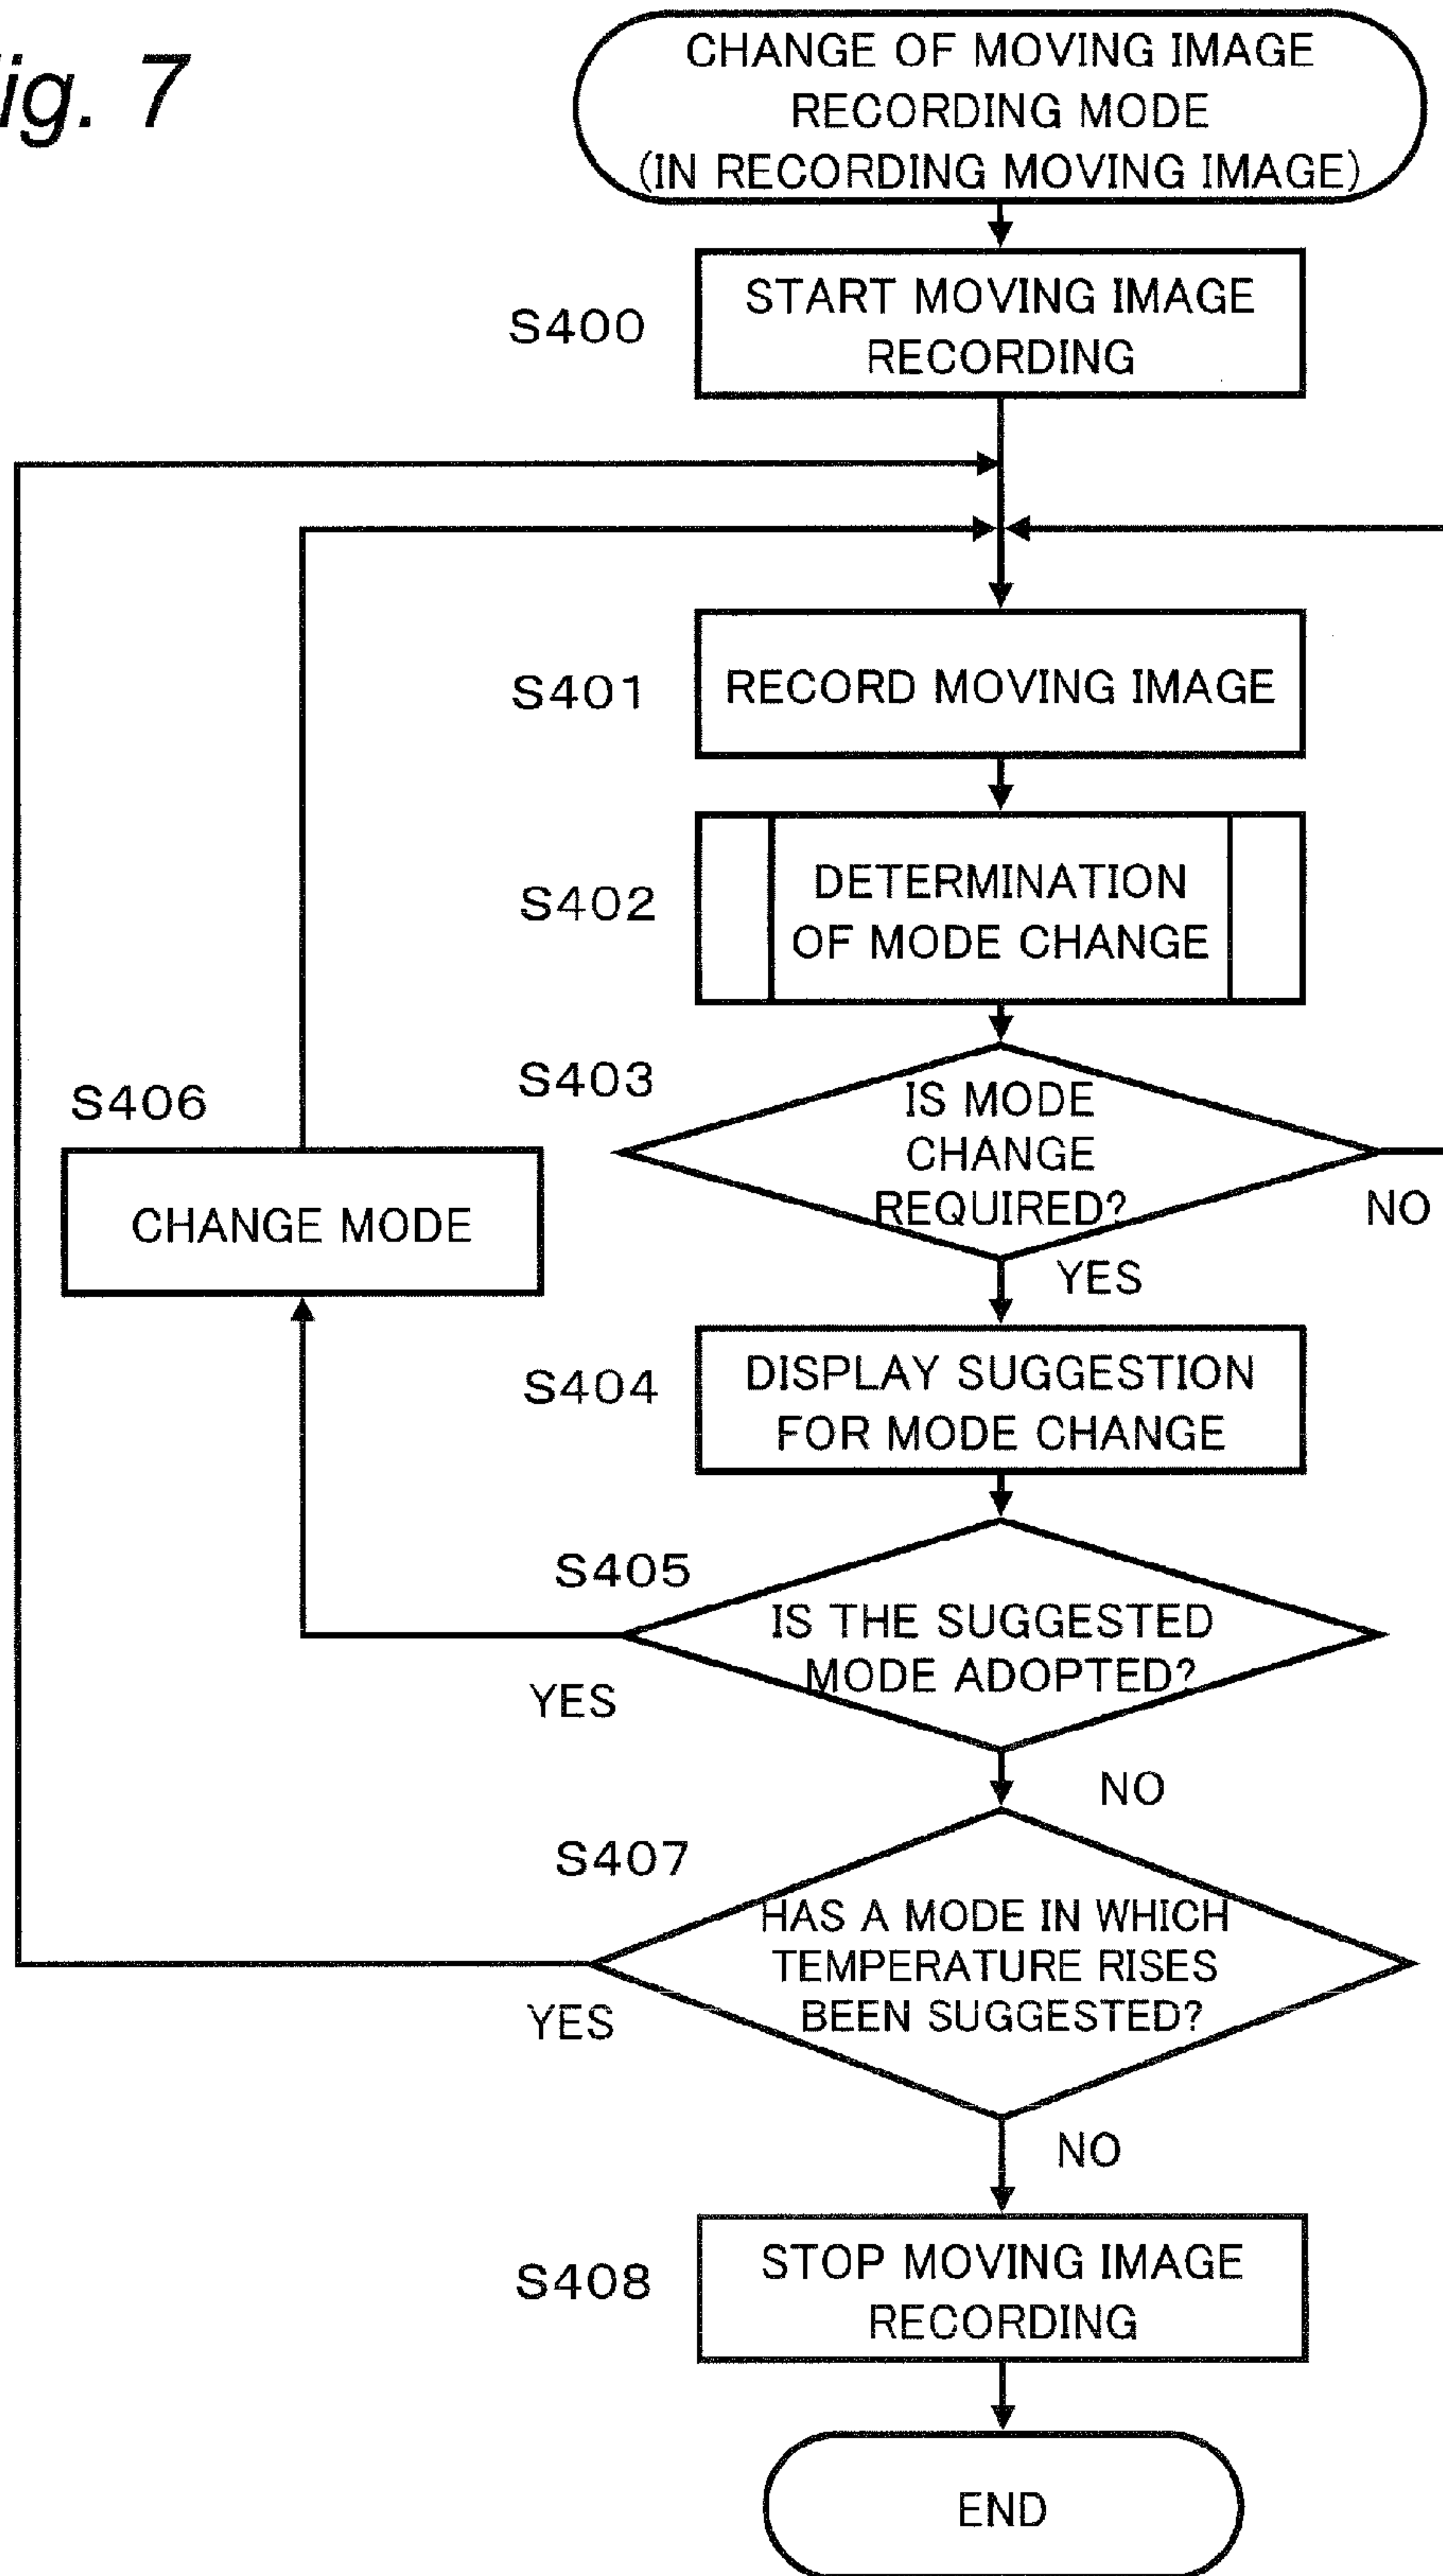 ig. 7
CHANGE OF MOVING IMAGE
RECORDING MODE
(IN RECORDING MOVING IMAGE)
S400
START MOVING IMAGE
RECORDING
S401
RECORD MOVING IMAGE
S402
DETERMINATION
OF MODE CHANGE
S403
IS MODE
CHANGE
REQUIRED?
NO
YES
S406
CHANGE MODE
S404
DISPLAY SUGGESTION
FOR MODE CHANGE
S405
IS THE SUGGESTED
MODE ADOPTED?
YES
NO
S407
HAS A MODE IN WHICH
TEMPERATURE RISES
BEEN SUGGESTED?
YES
NO
S408
STOP MOVING IMAGE
RECORDING
END